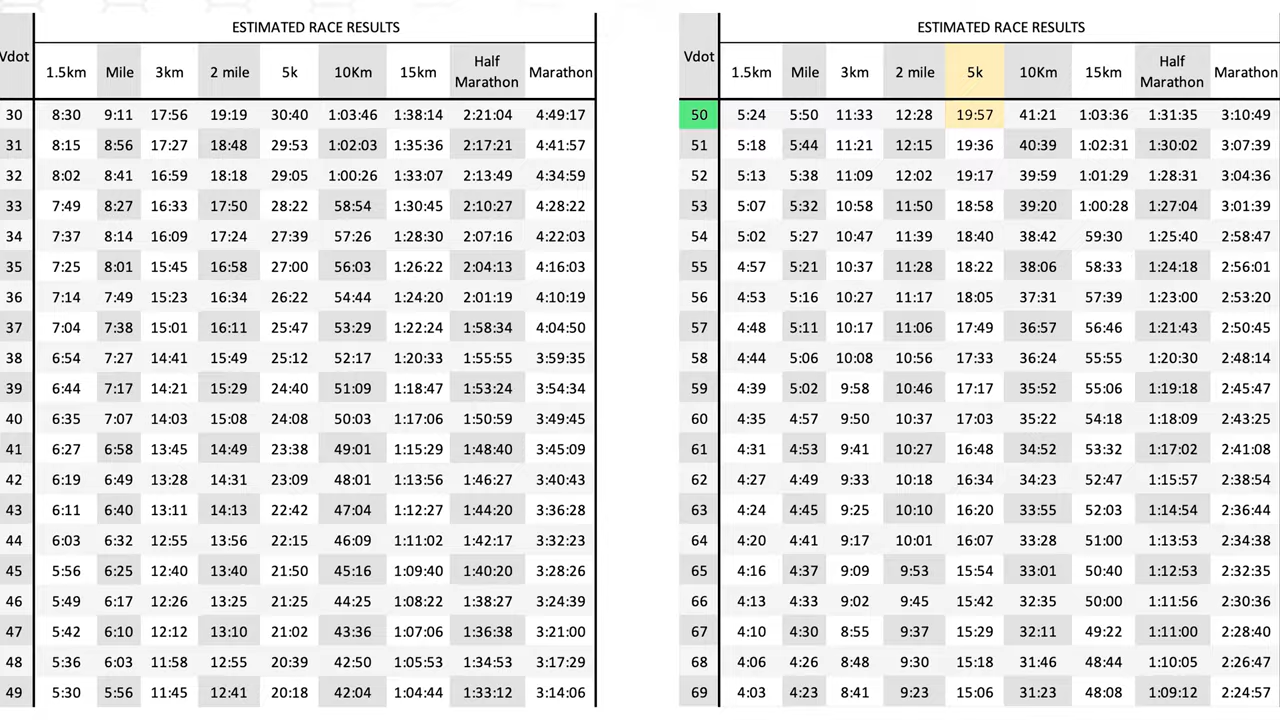 ESTIMATED RACE RESULTS
Vdot 1.5km Mile 3km 2 mile 5k 10Km 15km Half Marathon Marathon
30 8:30 9:11 17:56 19:19 30:40 1:03:46 1:38:14 2:21:04 4:49:17
31 8:15 8:56 17:27 18:48 29:53 1:02:03 1:35:36 2:17:21 4:41:57
32 8:02 8:41 16:59 18:18 29:05 1:00:26 1:33:07 2:13:49 4:34:59
33 7:49 8:27 16:33 17:50 28:22 58:54 1:30:45 2:10:27 4:28:22
34 7:37 8:14 16:09 17:24 27:39 57:26 1:28:30 2:07:16 4:22:03
35 7:25 8:01 15:45 16:58 27:00 56:03 1:26:22 2:04:13 4:16:03
36 7:14 7:49 15:23 16:34 26:22 54:44 1:24:20 2:01:19 4:10:19
37 7:04 7:38 15:01 16:11 25:47 53:29 1:22:24 1:58:34 4:04:50
38 6:54 7:27 14:41 15:49 25:12 52:17 1:20:33 1:55:55 3:59:35
39 6:44 7:17 14:21 15:29 24:40 51:09 1:18:47 1:53:24 3:54:34
40 6:35 7:07 14:03 15:08 24:08 50:03 1:17:06 1:50:59 3:49:45
41 6:27 6:58 13:45 14:49 23:38 49:01 1:15:29 1:48:40 3:45:09
42 6:19 6:49 13:28 14:31 23:09 48:01 1:13:56 1:46:27 3:40:43
43 6:11 6:40 13:11 14:13 22:42 47:04 1:12:27 1:44:20 3:36:28
44 6:03 6:32 12:55 13:56 22:15 46:09 1:11:02 1:42:17 3:32:23
45 5:56 6:25 12:40 13:40 21:50 45:16 1:09:40 1:40:20 3:28:26
46 5:49 6:17 12:26 13:25 21:25 44:25 1:08:22 1:38:27 3:24:39
47 5:42 6:10 12:12 13:10 21:02 43:36 1:07:06 1:36:38 3:21:00
48 5:36 6:03 11:58 12:55 20:39 42:50 1:05:53 1:34:53 3:17:29
49 5:30 5:56 11:45 12:41 20:18 42:04 1:04:44 1:33:12 3:14:06
ESTIMATED RACE RESULTS
Vdot 1.5km Mile 3km 2 mile 5k 10Km 15km Half Marathon Marathon
50 5:24 5:50 11:33 12:28 19:57 41:21 1:03:36 1:31:35 3:10:49
51 5:18 5:44 11:21 12:15 19:36 40:39 1:02:31 1:30:02 3:07:39
52 5:13 5:38 11:09 12:02 19:17 39:59 1:01:29 1:28:31 3:04:36
53 5:07 5:32 10:58 11:50 18:58 39:20 1:00:28 1:27:04 3:01:39
54 5:02 5:27 10:47 11:39 18:40 38:42 59:30 1:25:40 2:58:47
55 4:57 5:21 10:37 11:28 18:22 38:06 58:33 1:24:18 2:56:01
56 4:53 5:16 10:27 11:17 18:05 37:31 57:39 1:23:00 2:53:20
57 4:48 5:11 10:17 11:06 17:49 36:57 56:46 1:21:43 2:50:45
58 4:44 5:06 10:08 10:56 17:33 36:24 55:55 1:20:30 2:48:14
59 4:39 5:02 9:58 10:46 17:17 35:52 55:06 1:19:18 2:45:47
60 4:35 4:57 9:50 10:37 17:03 35:22 54:18 1:18:09 2:43:25
61 4:31 4:53 9:41 10:27 16:48 34:52 53:32 1:17:02 2:41:08
62 4:27 4:49 9:33 10:18 16:34 34:23 52:47 1:15:57 2:38:54
63 4:24 4:45 9:25 10:10 16:20 33:55 52:03 1:14:54 2:36:44
64 4:20 4:41 9:17 10:01 16:07 33:28 51:00 1:13:53 2:34:38
65 4:16 4:37 9:09 9:53 15:54 33:01 50:40 1:12:53 2:32:35
66 4:13 4:33 9:02 9:45 15:42 32:35 50:00 1:11:56 2:30:36
67 4:10 4:30 8:55 9:37 15:29 32:11 49:22 1:11:00 2:28:40
68 4:06 4:26 8:48 9:30 15:18 31:46 48:44 1:10:05 2:26:47
69 4:03 4:23 8:41 9:23 15:06 31:23 48:08 1:09:12 2:24:57